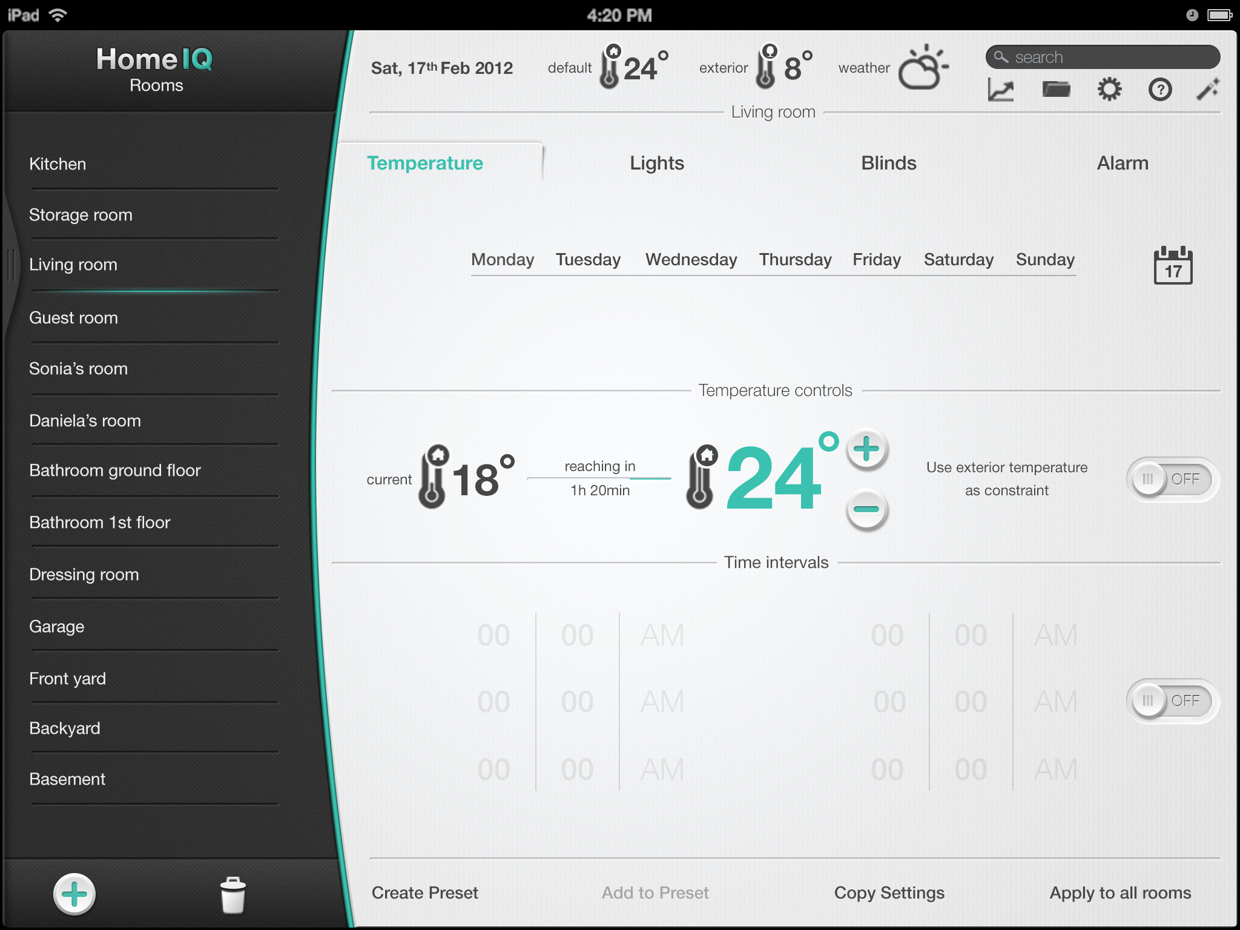 iPad
4:20 PM
HomeIQ
Rooms
Kitchen
Storage room
Living room
Guest room
Sonia’s room
Daniela’s room
Bathroom ground floor
Bathroom 1st floor
Dressing room
Garage
Front yard
Backyard
Basement
Sat, 17th Feb 2012
default 24°
exterior 8°
weather
search
Living room
Temperature Lights Blinds Alarm
Monday Tuesday Wednesday Thursday Friday Saturday Sunday
17
Temperature controls
current 18°
reaching in
1h 20min
24°
Use exterior temperature
as constraint
OFF
Time intervals
00 00 AM 00 00 AM
00 00 AM 00 00 AM
OFF
00 00 AM 00 00 AM
Create Preset Add to Preset Copy Settings Apply to all rooms